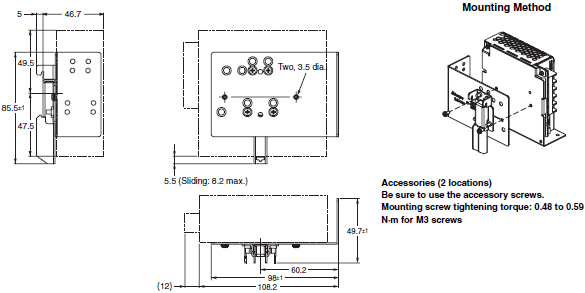 Mounting Method
5
46.7
49.5
85.5±1
47.5
Two, 3.5 dia.
5.5 (Sliding: 8.2 max.)
Accessories (2 locations)
Be sure to use the accessory screws.
Mounting screw tightening torque: 0.48 to 0.59
N·m for M3 screws
49.7±1
60.2
98±1
(12)
108.2